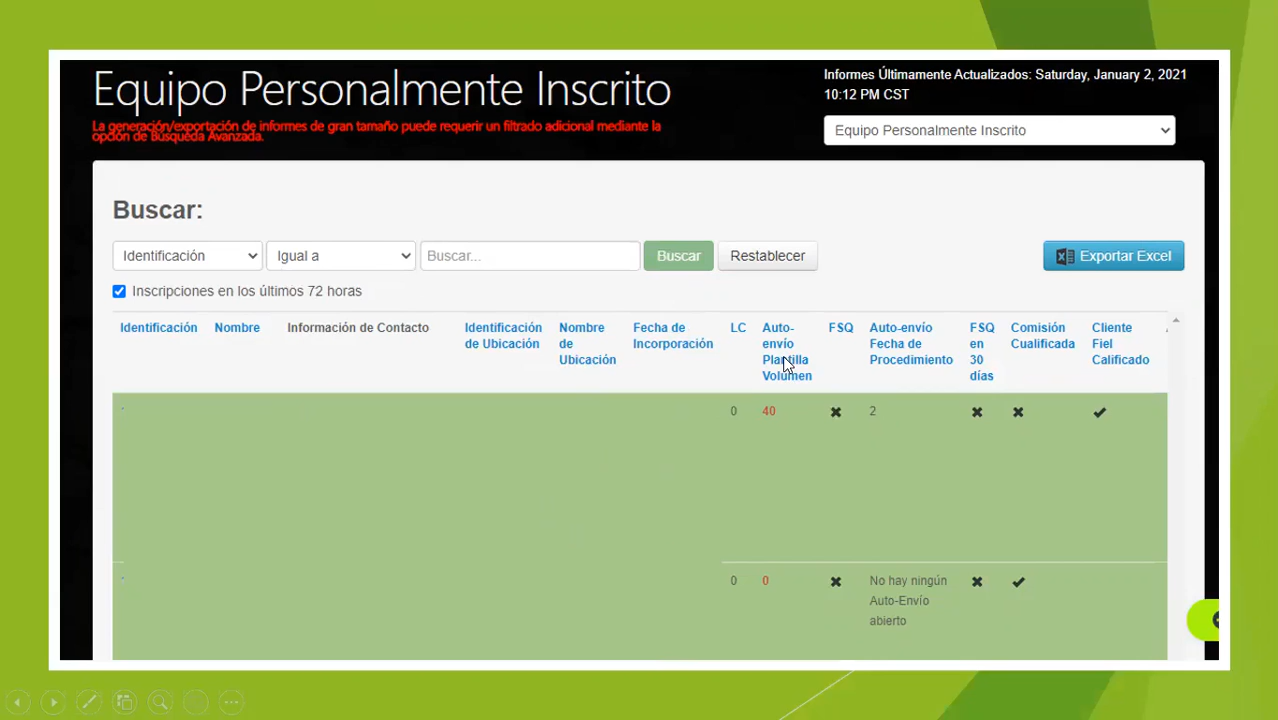 Equipo Personalmente Inscrito
La generación/exportación de informes de gran tamaño puede requerir un filtrado adicional mediante la
opción de Búsqueda Avanzada.
Informes Últimamente Actualizados: Saturday, January 2, 2021
10:12 PM CST
Equipo Personalmente Inscrito
Buscar:
Identificación
Igual a
Buscar...
Buscar
Restablecer
Exportar Excel
Inscripciones en los últimos 72 horas
Identificación
Nombre
Información de Contacto
Identificación
de Ubicación
Nombre
de
Ubicación
Fecha de
Incorporación
LC
Auto-
envío
Plantilla
Volumen
FSQ
Auto-envío
Fecha de
Procedimiento
FSQ
en
30
días
Comisión
Cualificada
Cliente
Fiel
Calificado
0
40
2
0
0
No hay ningún
Auto-Envío
abierto